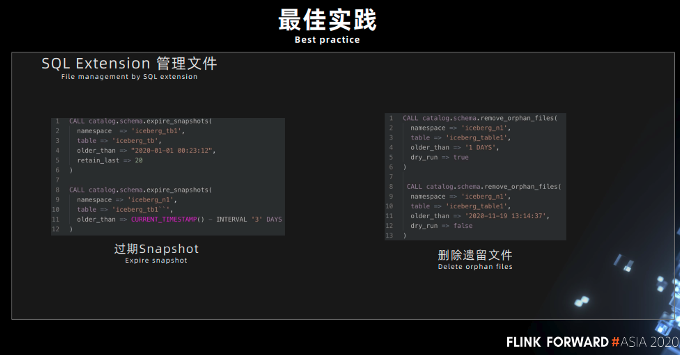 最佳实践
Best practice
SQL Extension 管理文件
File management by SQL extension
1 CALL catalog.schema.expire_snapshots(
2 namespace => 'iceberg_tb1',
3 table => 'iceberg_tb',
4 older_than => "2020-01-01 00:23:12",
5 retain_last => 20
6 )
7
8 CALL catalog.schema.expire_snapshots(
9 namespace => 'iceberg_n1',
10 table => 'iceberg_tb1``',
11 older_than => CURRENT_TEMESTAMP() - INTERVAL '3' DAYS
12 )
过期Snapshot
Expire snapshot
1 CALL catalog.schema.remove_orphan_files(
2 namespace => 'iceberg_n1',
3 table => 'iceberg_table1',
4 older_than => '1 DAYS',
5 dry_run => true
6 )
7
8 CALL catalog.schema.remove_orphan_files(
9 namespace => 'iceberg_n1',
10 table => 'iceberg_table1',
11 older_than => '2020-11-19 13:14:37',
12 dry_run => false
13 )
删除遗留文件
Delete orphan files
FLINK FORWARD #ASIA 2020